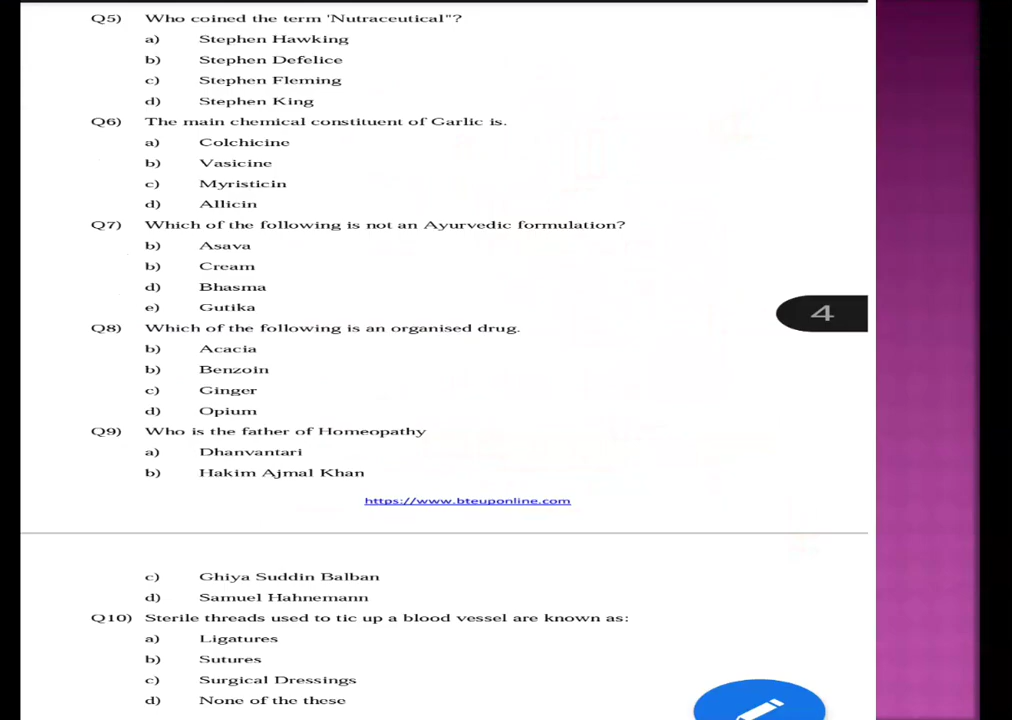 Q5) Who coined the term 'Nutraceutical"?
a) Stephen Hawking
b) Stephen Defelice
c) Stephen Fleming
d) Stephen King
Q6) The main chemical constituent of Garlic is.
a) Colchicine
b) Vasicine
c) Myristicin
d) Allicin
Q7) Which of the following is not an Ayurvedic formulation?
b) Asava
b) Cream
d) Bhasma
e) Gutika
Q8) Which of the following is an organised drug.
b) Acacia
b) Benzoin
c) Ginger
d) Opium
Q9) Who is the father of Homeopathy
a) Dhanvantari
b) Hakim Ajmal Khan
https://www.bteuponline.com
c) Ghiya Suddin Balban
d) Samuel Hahnemann
Q10) Sterile threads used to tic up a blood vessel are known as:
a) Ligatures
b) Sutures
c) Surgical Dressings
d) None of the these
4